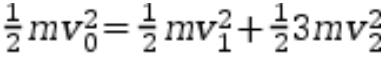 ½mv₀² = ½mv₁² + ½3mv₂²